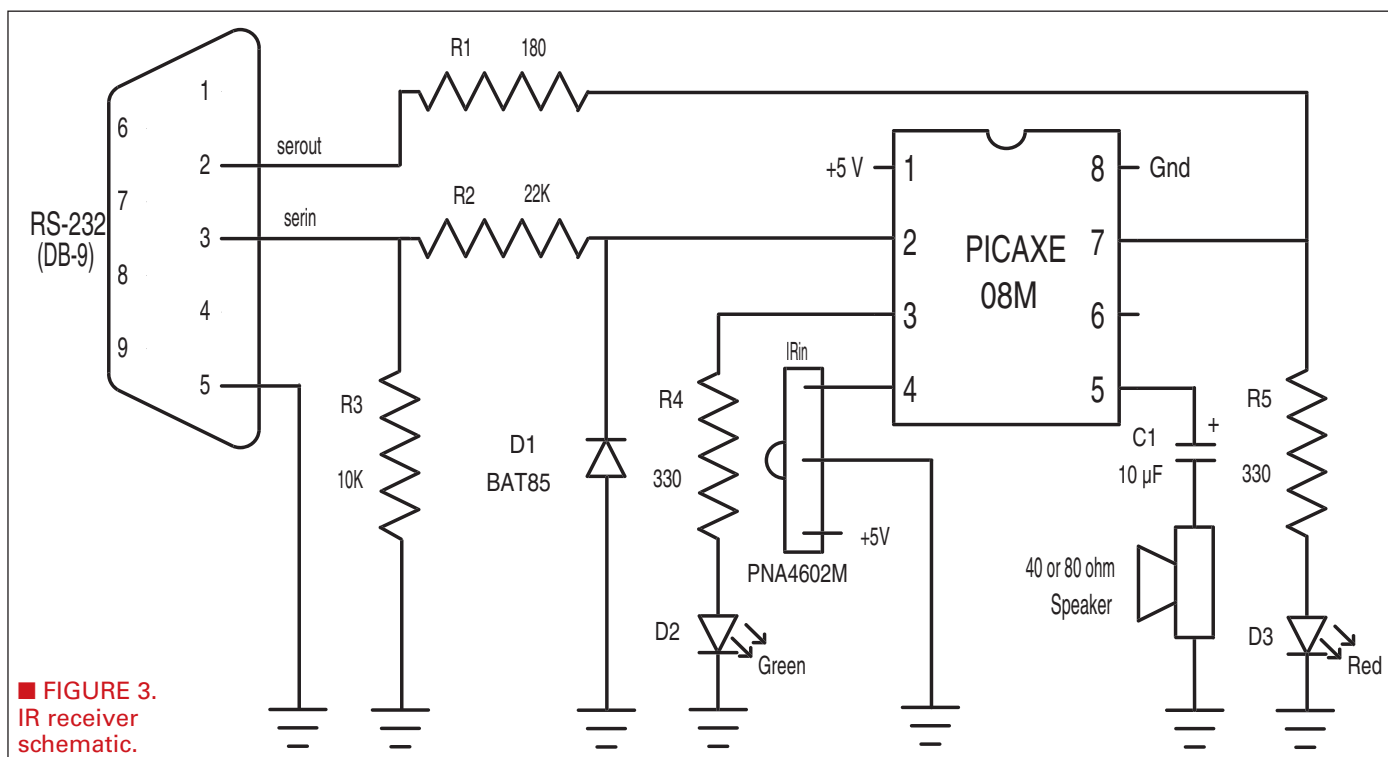 R1 180
1
6
2 serout
7
RS-232
(DB-9)
3 serin
R2 22K
8
4
9
5
R3
10K
D1
BAT85
+5 V
1
2
3
4
PICAXE
08M
8 Gnd
7
6
5
IRin
+5V
PNA4602M
R4
330
D2
Green
C1 +
10 µF
40 or 80 ohm
Speaker
R5
330
D3
Red
■ FIGURE 3.
IR receiver
schematic.